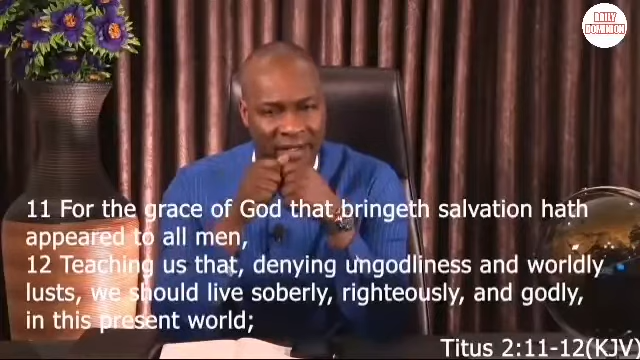 DAILY
DOMINION
11 For the grace of God that bringeth salvation hath
appeared to all men,
12 Teaching us that, denying ungodliness and worldly
lusts, we should live soberly, righteously, and godly,
in this present world;
Titus 2:11-12(KJV)